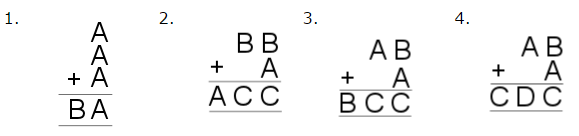 1.
A
A
+ A
BA
2.
BB
+ A
ACC
3.
AB
+ A
BCC
4.
AB
+ A
CDC